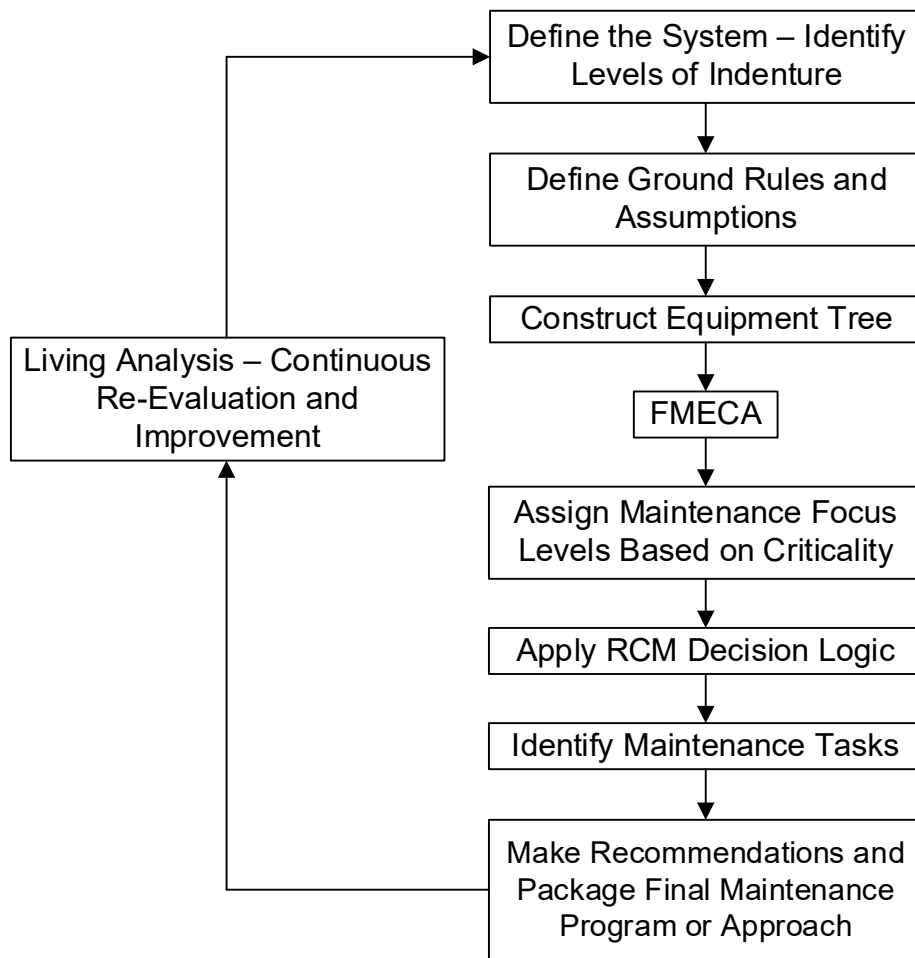 Define the System – Identify
Levels of Indenture
Define Ground Rules and
Assumptions
Construct Equipment Tree
FMECA
Assign Maintenance Focus
Levels Based on Criticality
Apply RCM Decision Logic
Identify Maintenance Tasks
Make Recommendations and
Package Final Maintenance
Program or Approach
Living Analysis – Continuous
Re-Evaluation and
Improvement